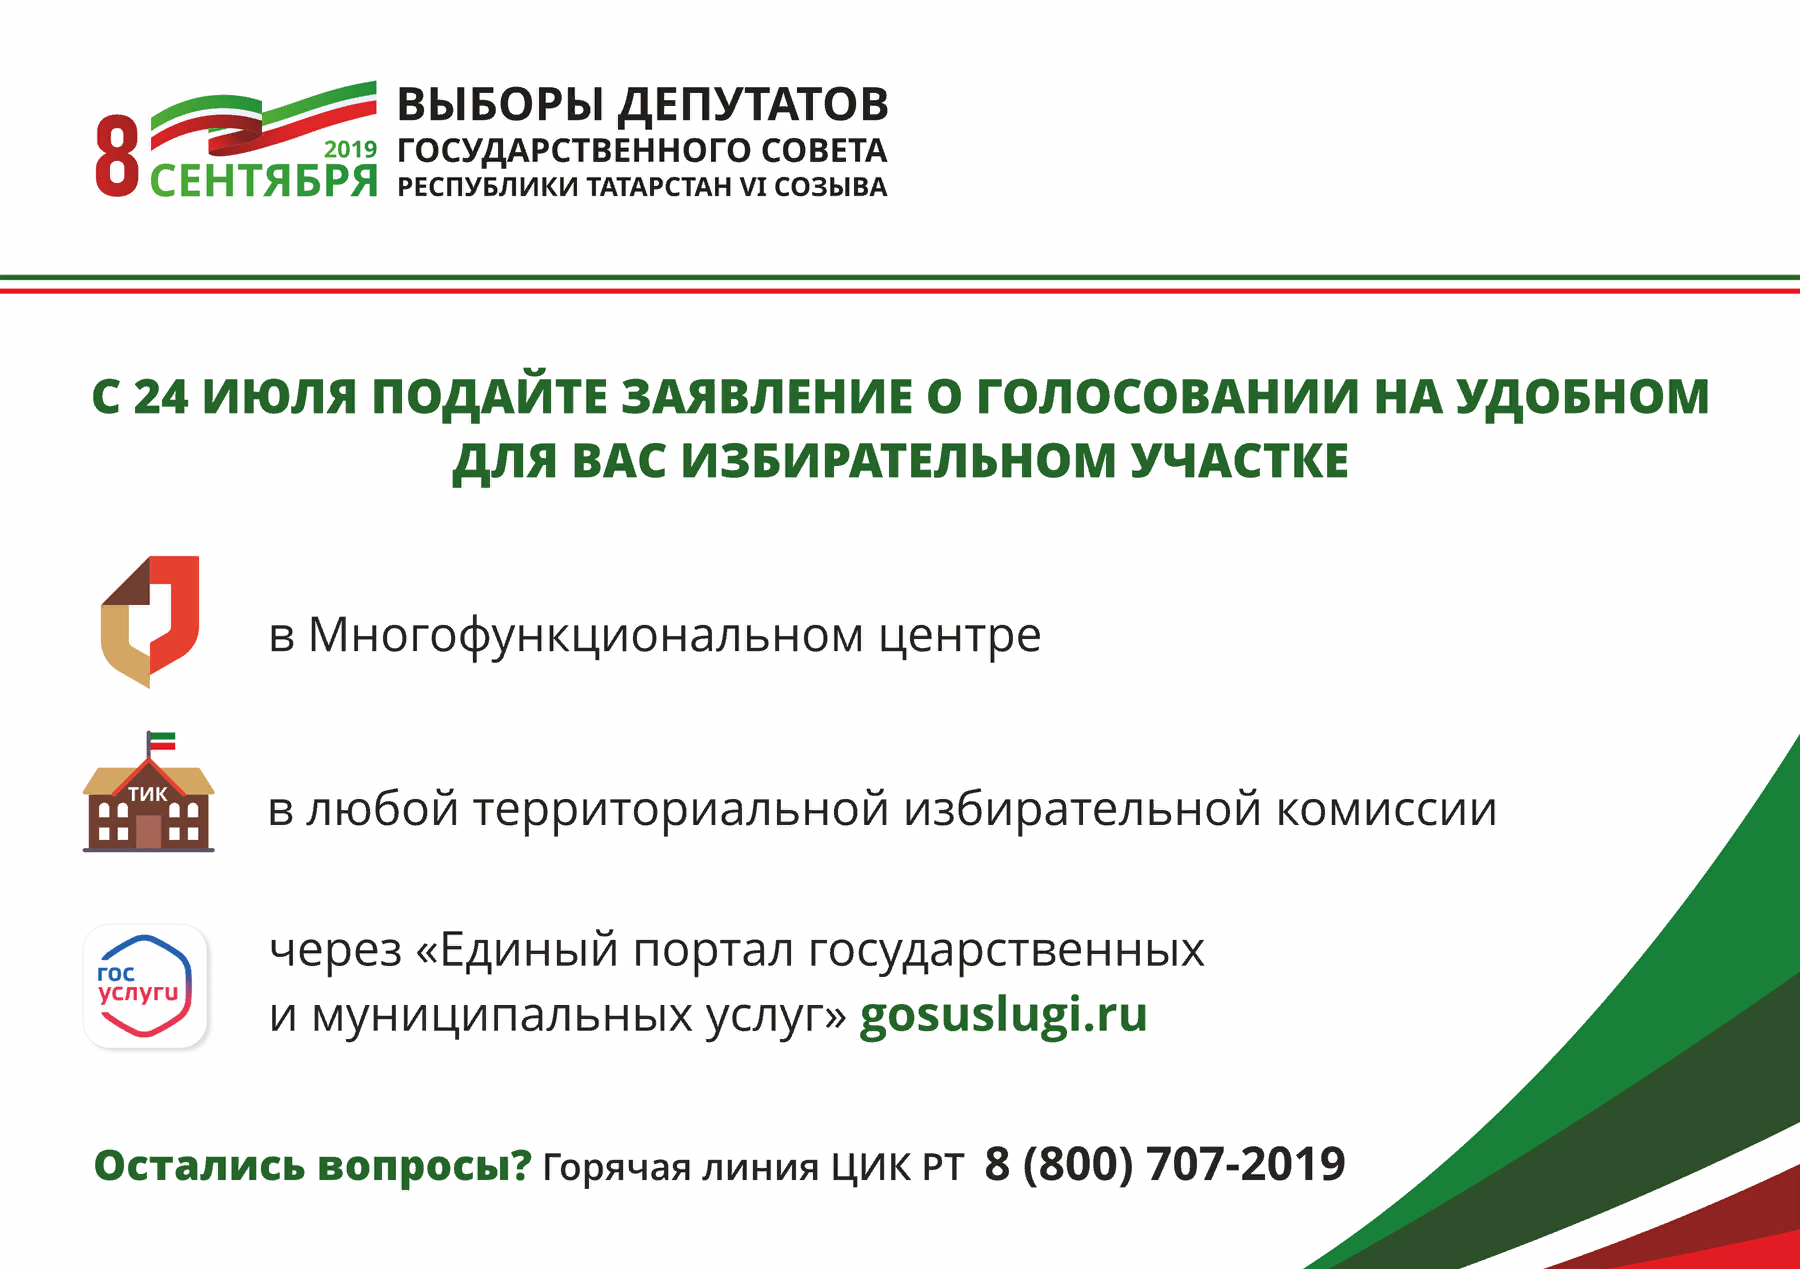 8 СЕНТЯБРЯ 2019
ВЫБОРЫ ДЕПУТАТОВ
ГОСУДАРСТВЕННОГО СОВЕТА
РЕСПУБЛИКИ ТАТАРСТАН VI СОЗЫВА
С 24 ИЮЛЯ ПОДАЙТЕ ЗАЯВЛЕНИЕ О ГОЛОСОВАНИИ НА УДОБНОМ
ДЛЯ ВАС ИЗБИРАТЕЛЬНОМ УЧАСТКЕ
в Многофункциональном центре
ТИК
в любой территориальной избирательной комиссии
гос
услуги
через «Единый портал государственных
и муниципальных услуг» gosuslugi.ru
Остались вопросы? Горячая линия ЦИК РТ 8 (800) 707-2019